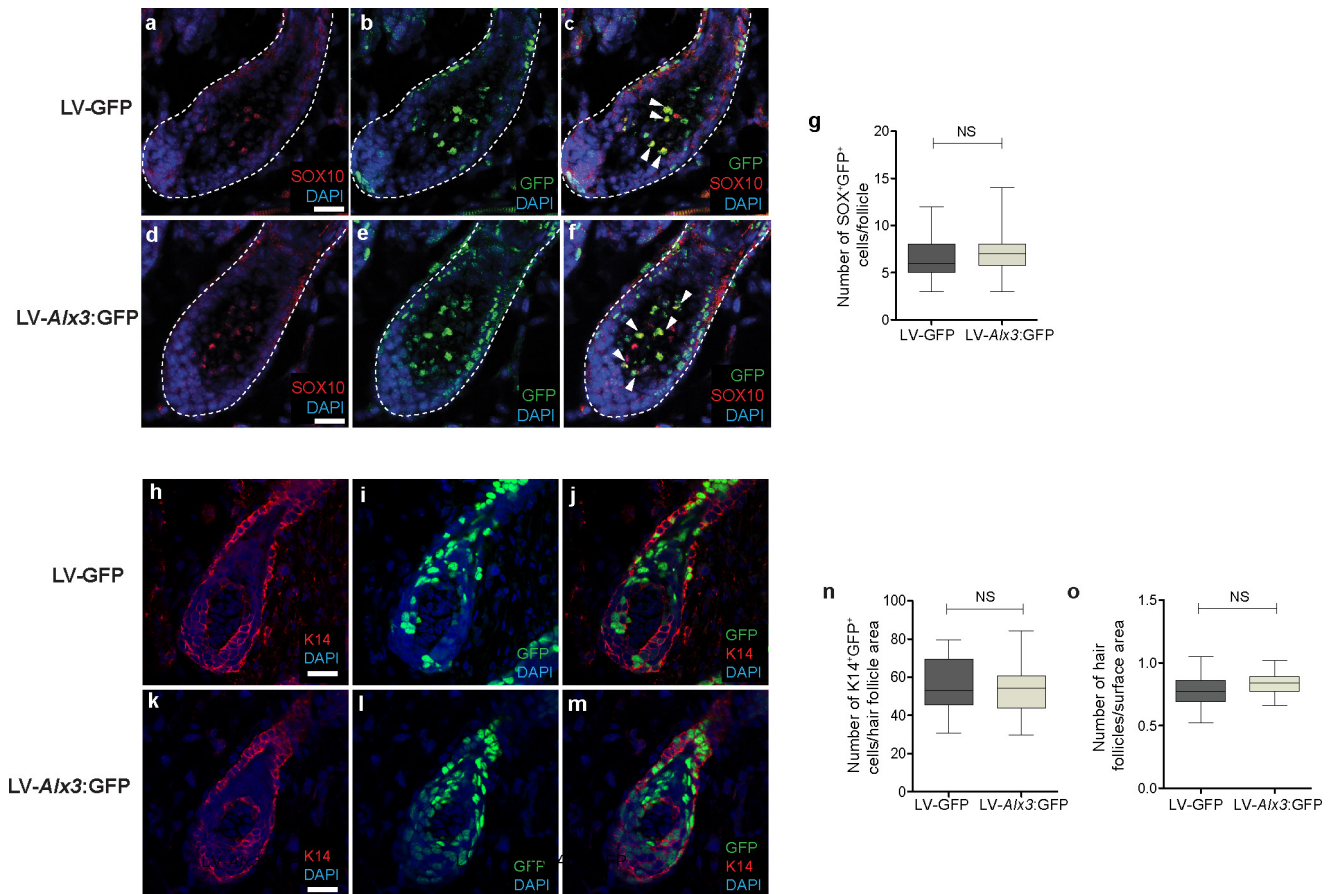 a
b
c
LV-GFP
SOX10
DAPI
GFP
DAPI
GFP
SOX10
DAPI
d
e
f
LV-Alx3:GFP
SOX10
DAPI
GFP
DAPI
GFP
SOX10
DAPI
g
20
15
10
5
0
NS
Number of SOX⁺GFP⁺
cells/follicle
LV-GFP
LV-Alx3:GFP
h
i
j
LV-GFP
K14
DAPI
GFP
DAPI
GFP
K14
DAPI
k
l
m
LV-Alx3:GFP
K14
DAPI
GFP
DAPI
GFP
K14
DAPI
n
100
80
60
40
20
0
NS
Number of K14⁺GFP⁺
cells/hair follicle area
LV-GFP
LV-Alx3:GFP
o
1.5
1.0
0.5
0.0
NS
Number of hair
follicles/surface area
LV-GFP
LV-Alx3:GFP